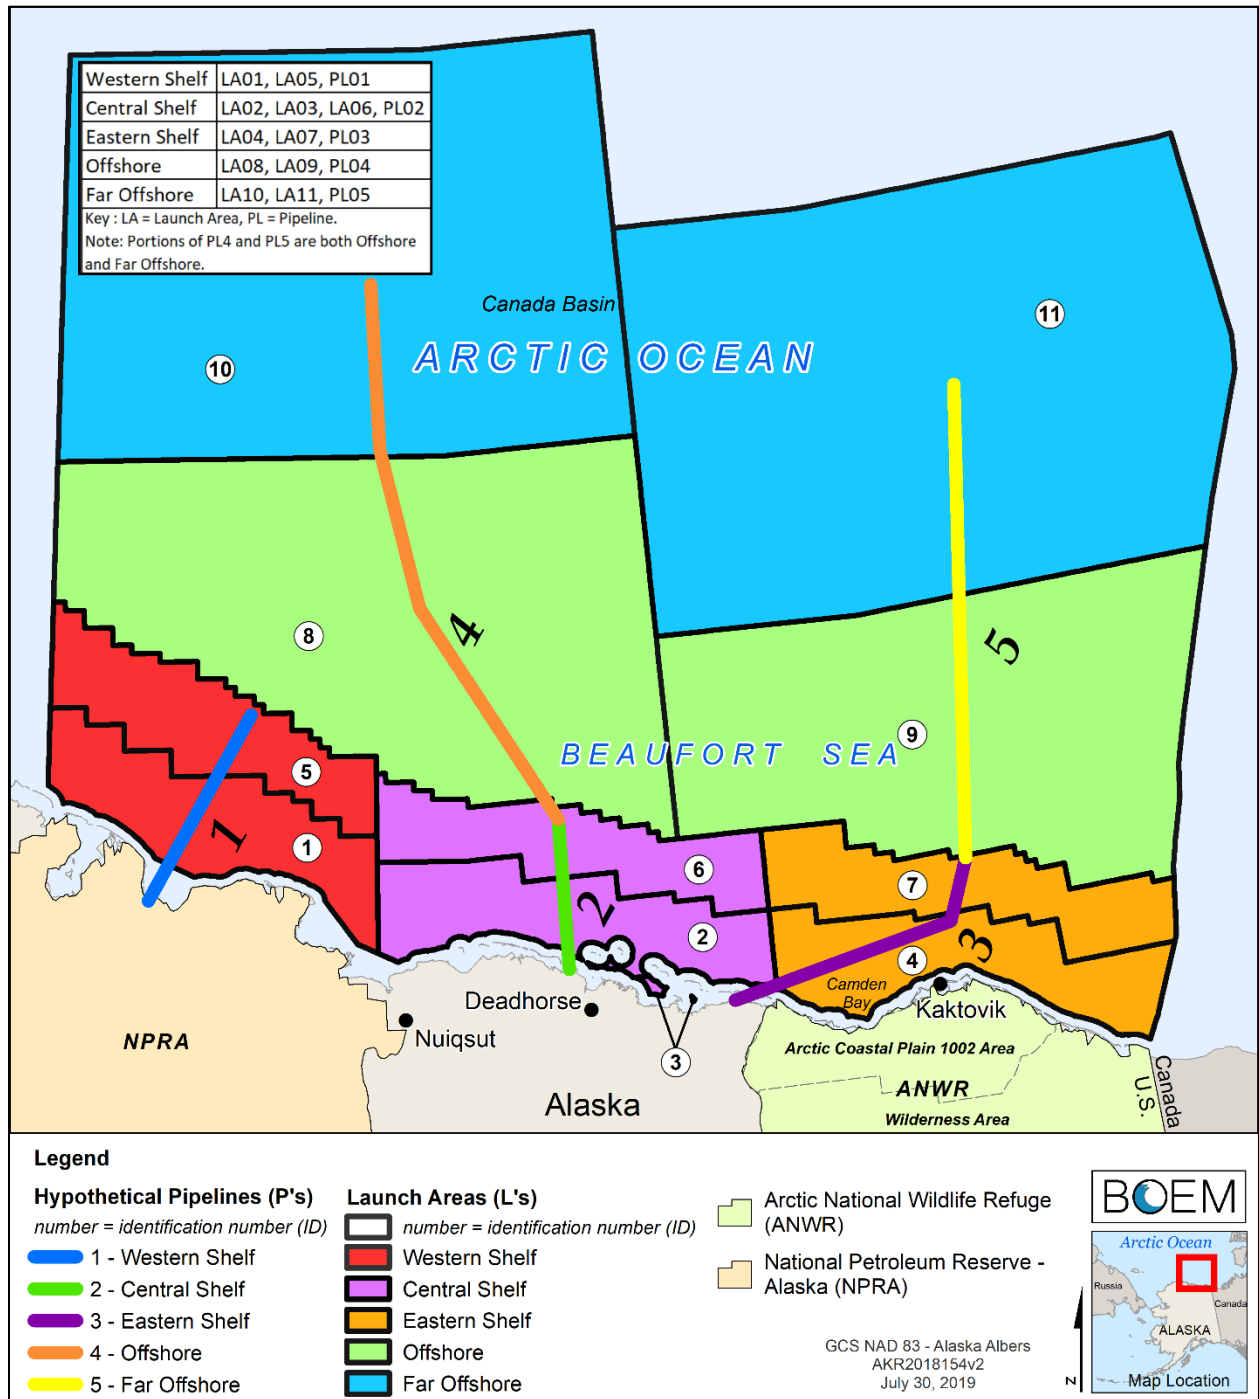 Western Shelf LA01, LA05, PL01
Central Shelf LA02, LA03, LA06, PL02
Eastern Shelf LA04, LA07, PL03
Offshore LA08, LA09, PL04
Far Offshore LA10, LA11, PL05
Key : LA = Launch Area, PL = Pipeline.
Note: Portions of PL4 and PL5 are both Offshore
and Far Offshore.
Canada Basin
11
ARCTIC OCEAN
10
8
4
5
9
BEAUFORT SEA
5
1
1
6
7
2
2
3
4
Camden
Bay
Kaktovik
Deadhorse
Nuiqsut
NPRA
3
Arctic Coastal Plain 1002 Area
ANWR
Wilderness Area
Alaska
Canada
U.S.
Legend
Hypothetical Pipelines (P's)
number = identification number (ID)
1 - Western Shelf
2 - Central Shelf
3 - Eastern Shelf
4 - Offshore
5 - Far Offshore
Launch Areas (L's)
number = identification number (ID)
Western Shelf
Central Shelf
Eastern Shelf
Offshore
Far Offshore
Arctic National Wildlife Refuge
(ANWR)
National Petroleum Reserve -
Alaska (NPRA)
GCS NAD 83 - Alaska Albers
AKR2018154v2
July 30, 2019
N
BOEM
Arctic Ocean
Russia
Canada
ALASKA
Map Location